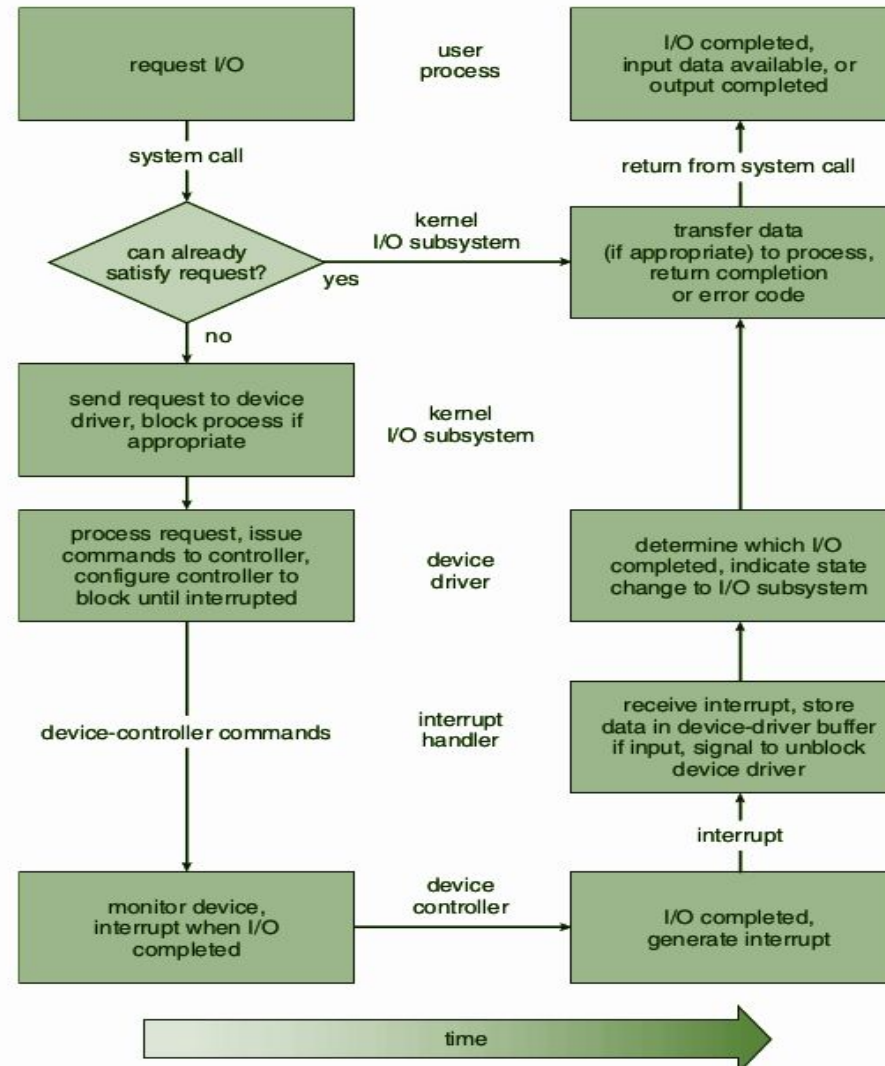 request I/O
user
process
I/O completed,
input data available, or
output completed
system call
return from system call
can already
satisfy request?
kernel
I/O subsystem
yes
transfer data
(if appropriate) to process,
return completion
or error code
no
send request to device
driver, block process if
appropriate
kernel
I/O subsystem
process request, issue
commands to controller,
configure controller to
block until interrupted
device
driver
determine which I/O
completed, indicate state
change to I/O subsystem
device-controller commands
interrupt
handler
receive interrupt, store
data in device-driver buffer
if input, signal to unblock
device driver
interrupt
monitor device,
interrupt when I/O
completed
device
controller
I/O completed,
generate interrupt
time